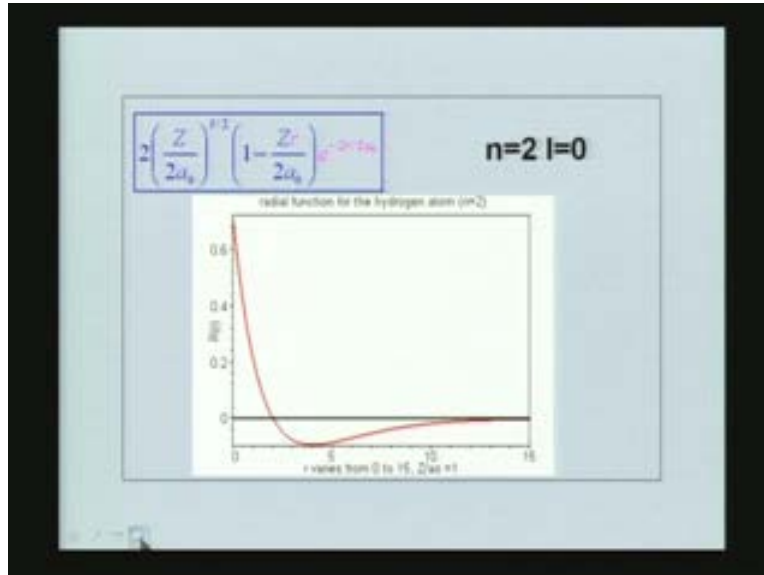 2(Z/2a₀)^3/2 (1-Zr/2a₀) e^-Zr/2a₀
n=2 l=0
radial function for the hydrogen atom (n=2)
0.6
0.4
R(r)
0.2
0
0 5 10 15
r varies from 0 to 15, Z/ao =1